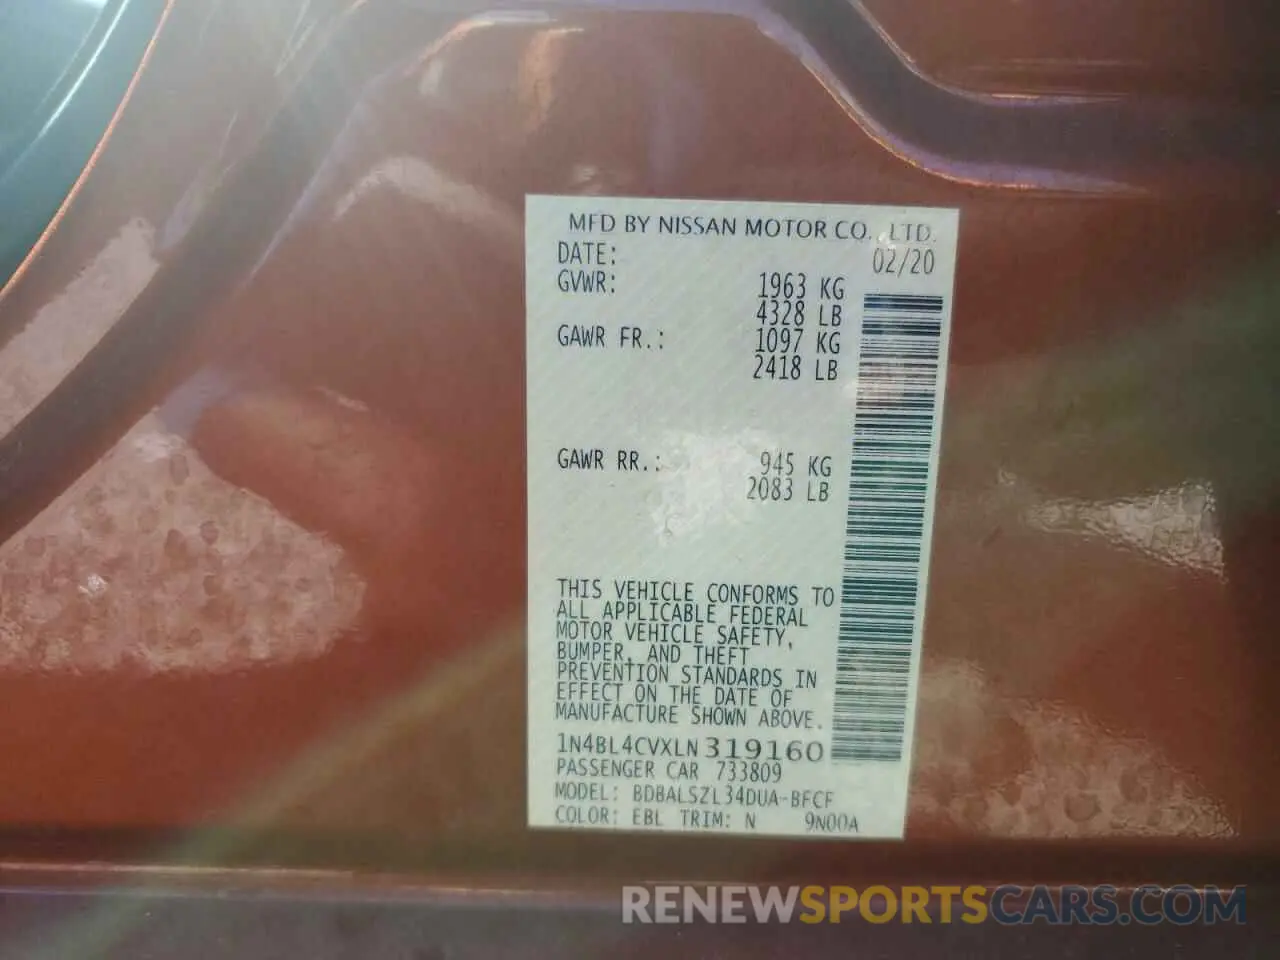 MFD BY NISSAN MOTOR CO., LTD.
DATE: 02/20
GVWR: 1963 KG
4328 LB
GAWR FR.: 1097 KG
2418 LB
GAWR RR.: 945 KG
2083 LB
THIS VEHICLE CONFORMS TO
ALL APPLICABLE FEDERAL
MOTOR VEHICLE SAFETY,
BUMPER, AND THEFT
PREVENTION STANDARDS IN
EFFECT ON THE DATE OF
MANUFACTURE SHOWN ABOVE.
1N4BL4CVXLN319160
PASSENGER CAR 733809
MODEL: BDBALSZL34DUA-BFCF
COLOR: EBL TRIM: N 9N00A
RENEWSPORTSCARS.COM